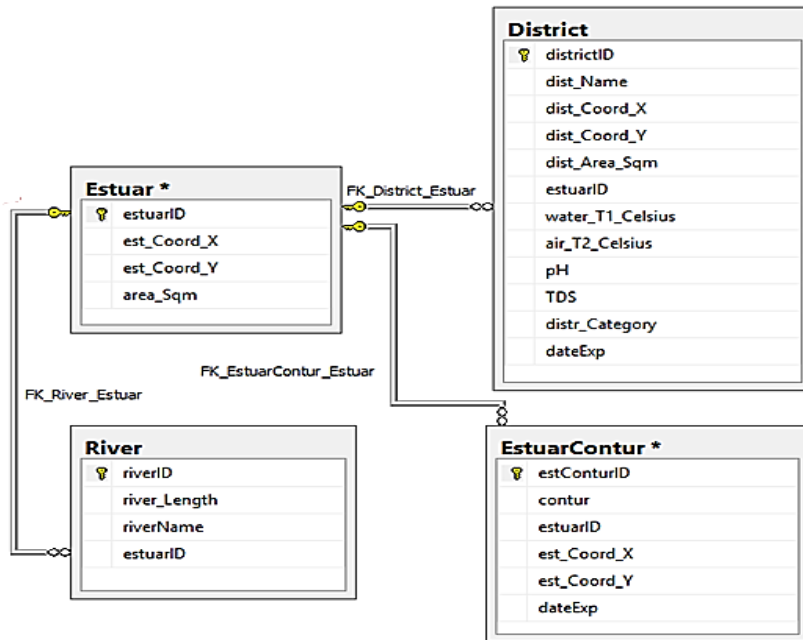 District
districtID
dist_Name
dist_Coord_X
dist_Coord_Y
dist_Area_Sqm
estuarID
water_T1_Celsius
air_T2_Celsius
pH
TDS
distr_Category
dateExp
Estuar *
estuarID
est_Coord_X
est_Coord_Y
area_Sqm
FK_District_Estuar
FK_EstuarContur_Estuar
FK_River_Estuar
River
riverID
river_Length
riverName
estuarID
EstuarContur *
estConturID
contur
estuarID
est_Coord_X
est_Coord_Y
dateExp